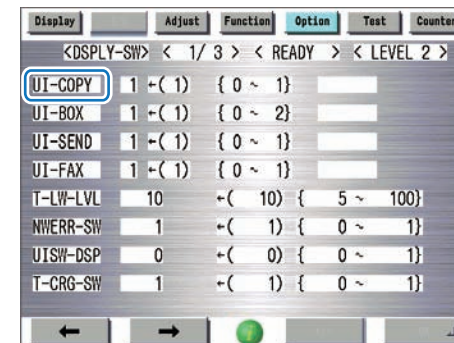 Display Adjust Function Option Test Counter
<DSPLY-SW> < 1/ 3 > < READY > < LEVEL 2 >
UI-COPY 1 ←( 1) { 0 ~ 1}
UI-BOX 1 ←( 1) { 0 ~ 2}
UI-SEND 1 ←( 1) { 0 ~ 1}
UI-FAX 1 ←( 1) { 0 ~ 1}
T-LW-LVL 10 ←( 10) { 5 ~ 100}
NWERR-SW 1 ←( 1) { 0 ~ 1}
UISW-DSP 0 ←( 0) { 0 ~ 1}
T-CRG-SW 1 ←( 1) { 0 ~ 1}
← →